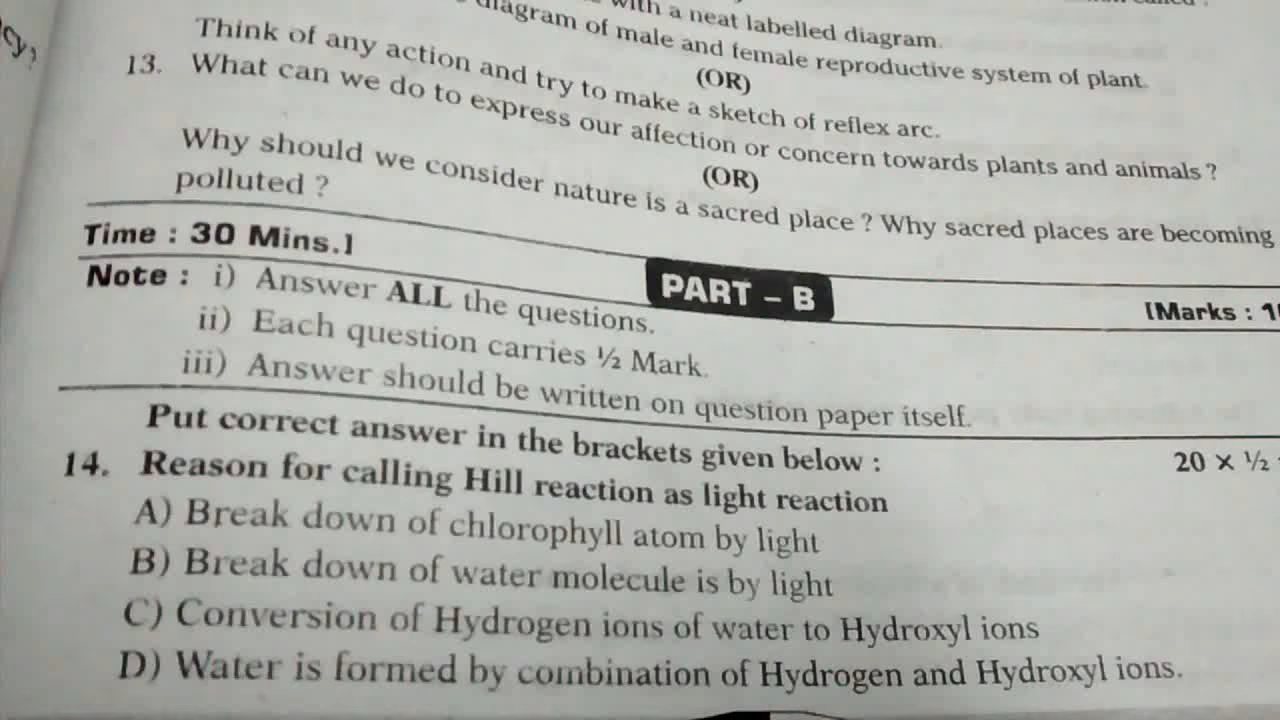 cy?
with a neat labelled diagram.
diagram of male and female reproductive system of plant.
(OR)
Think of any action and try to make a sketch of reflex arc.
13. What can we do to express our affection or concern towards plants and animals ?
(OR)
Why should we consider nature is a sacred place ? Why sacred places are becoming
polluted ?
Time : 30 Mins.]
PART – B
[Marks : 1
Note : i) Answer ALL the questions.
ii) Each question carries ½ Mark.
iii) Answer should be written on question paper itself.
Put correct answer in the brackets given below :
20 × ½
14. Reason for calling Hill reaction as light reaction
A) Break down of chlorophyll atom by light
B) Break down of water molecule is by light
C) Conversion of Hydrogen ions of water to Hydroxyl ions
D) Water is formed by combination of Hydrogen and Hydroxyl ions.